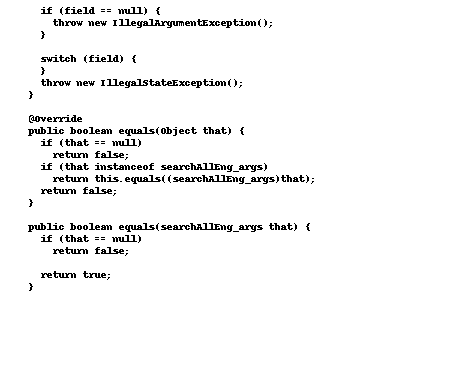 if (field == null) {
throw new IllegalArgumentException();
}
switch (field) {
}
throw new IllegalStateException();
}
@Override
public boolean equals(Object that) {
if (that == null)
return false;
if (that instanceof searchAllEng_args)
return this.equals((searchAllEng_args)that);
return false;
}
public boolean equals(searchAllEng_args that) {
if (that == null)
return false;
return true;
}